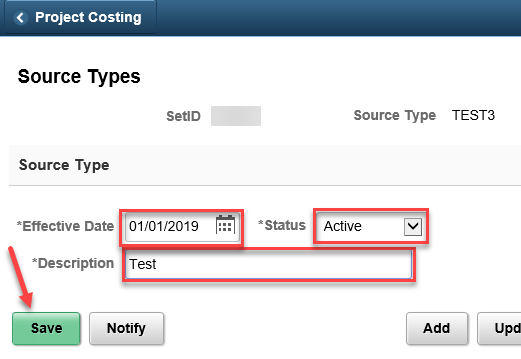 Project Costing
Source Types
SetID Source Type TEST3
Source Type
*Effective Date 01/01/2019 *Status Active
*Description Test
Save Notify Add Upd